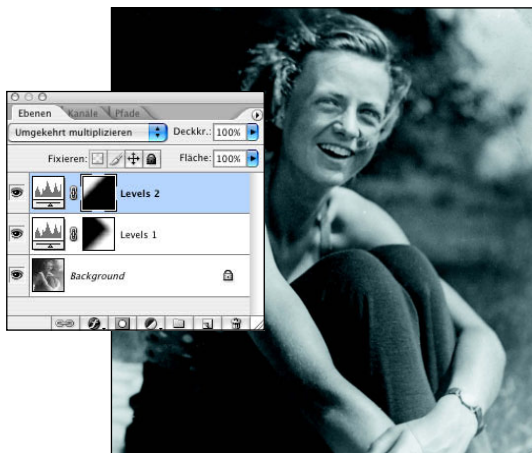 Ebenen Kanäle Pfade
Umgekehrt multiplizieren Deckkr.: 100%
Fixieren: Fläche: 100%
Levels 2
Levels 1
Background